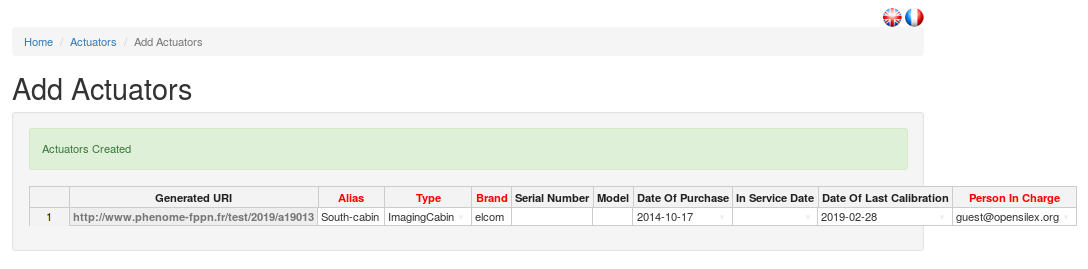 Home / Actuators / Add Actuators
Add Actuators
Actuators Created
Generated URI Alias Type Brand Serial Number Model Date Of Purchase In Service Date Date Of Last Calibration Person In Charge
1 http://www.phenome-fppn.fr/test/2019/a19013 South-cabin ImagingCabin elcom 2014-10-17 2019-02-28 guest@opensilex.org